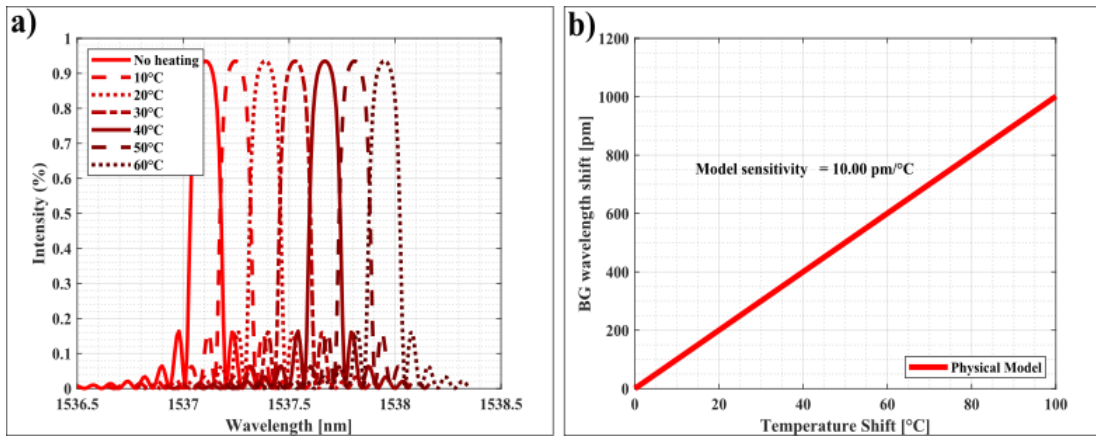 a)
Intensity (%)
1
0.9
0.8
0.7
0.6
0.5
0.4
0.3
0.2
0.1
0
No heating
10°C
20°C
30°C
40°C
50°C
60°C
1536.5 1537 1537.5 1538 1538.5
Wavelength [nm]
b)
BG wavelength shift [pm]
1200
1000
800
600
400
200
0
Model sensitivity = 10.00 pm/°C
Physical Model
0 20 40 60 80 100
Temperature Shift [°C]